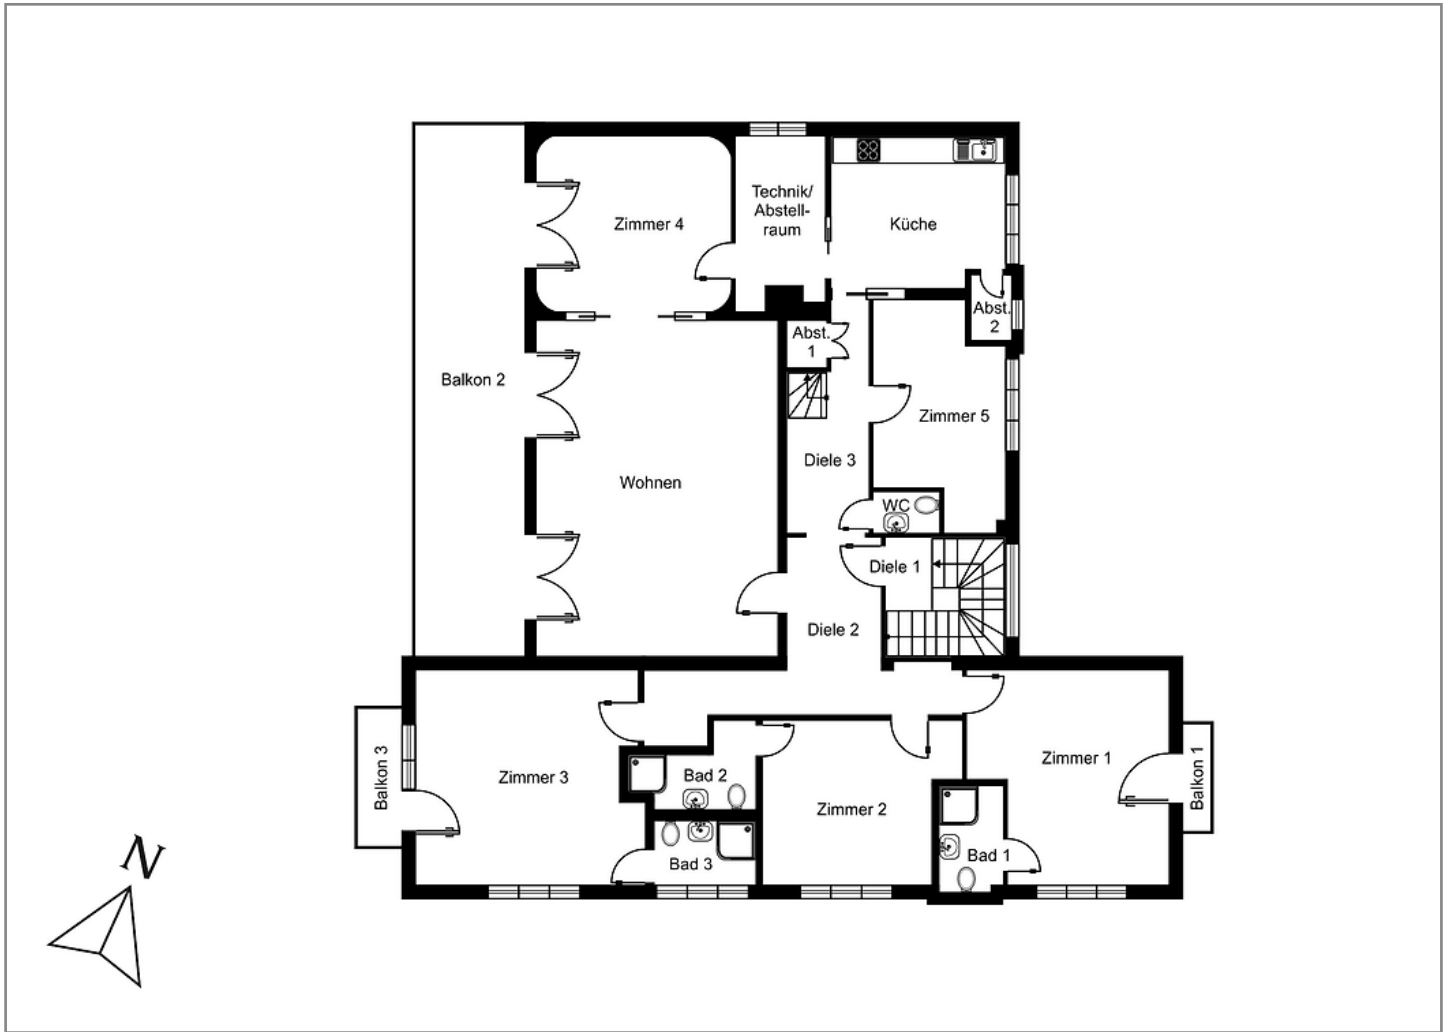 Zimmer 4
Technik/
Abstell-
raum
Küche
Abst.
2
Abst.
1
Balkon 2
Zimmer 5
Diele 3
Wohnen
WC
Diele 1
Diele 2
Balkon 3
Zimmer 3
Bad 2
Zimmer 2
Zimmer 1
Balkon 1
Bad 3
Bad 1
N